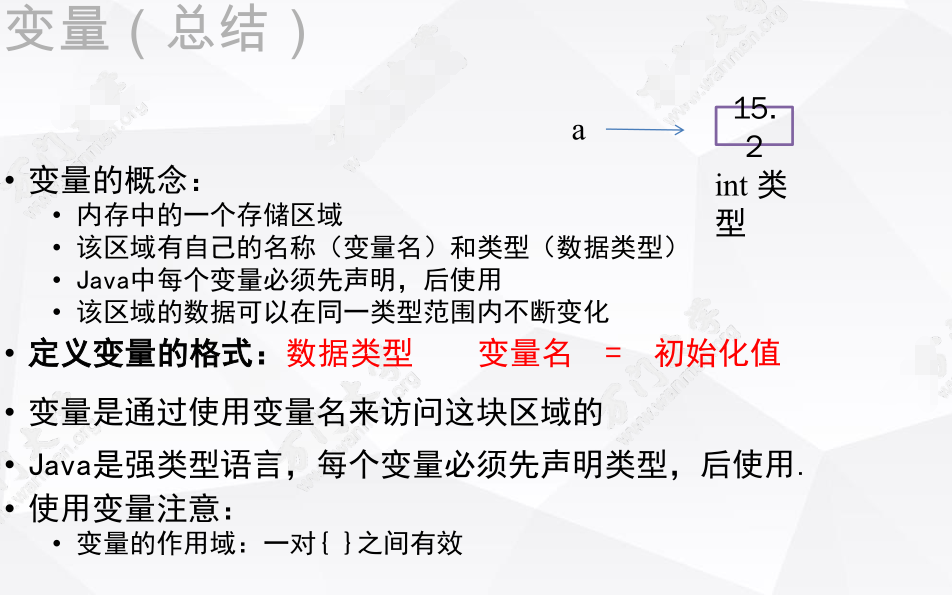 变量（总结）
a
15.
2
int 类
型
• 变量的概念：
• 内存中的一个存储区域
• 该区域有自己的名称（变量名）和类型（数据类型）
• Java中每个变量必须先声明，后使用
• 该区域的数据可以在同一类型范围内不断变化
• 定义变量的格式：数据类型 变量名 = 初始化值
• 变量是通过使用变量名来访问这块区域的
• Java是强类型语言，每个变量必须先声明类型，后使用.
• 使用变量注意：
• 变量的作用域：一对{ }之间有效